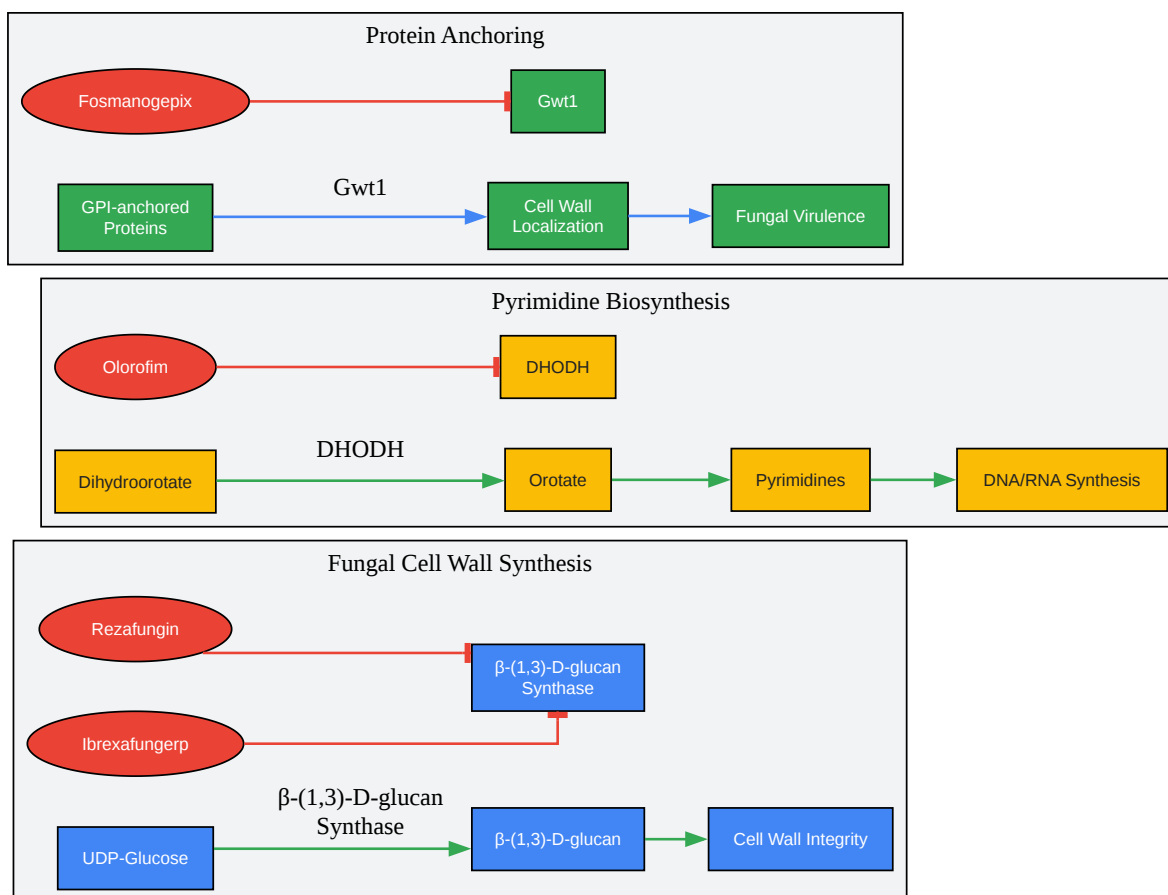 Protein Anchoring
Fosmanogepix
Gwt1
Gwt1
GPI-anchored
Proteins
Cell Wall
Localization
Fungal Virulence
Pyrimidine Biosynthesis
Olorofim
DHODH
DHODH
Dihydroorotate
Orotate
Pyrimidines
DNA/RNA Synthesis
Fungal Cell Wall Synthesis
Rezafungin
β-(1,3)-D-glucan
Synthase
Ibrexafungerp
β-(1,3)-D-glucan
Synthase
UDP-Glucose
β-(1,3)-D-glucan
Cell Wall Integrity